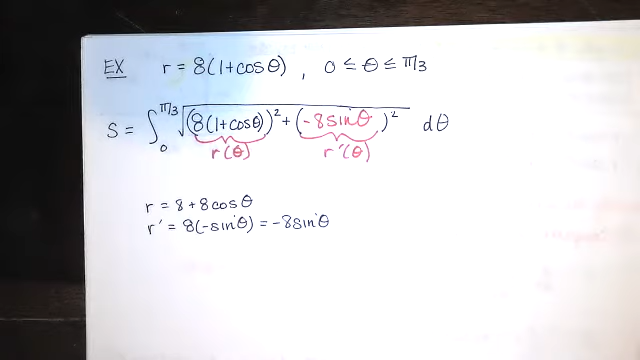 EX r = 8(1+cosθ) , 0 ≤ θ ≤ π/3
S = ∫₀^π/3 √(8(1+cosθ))² + (-8sinθ)² dθ
r(θ) r'(θ)
r = 8 + 8cosθ
r' = 8(-sinθ) = -8sinθ